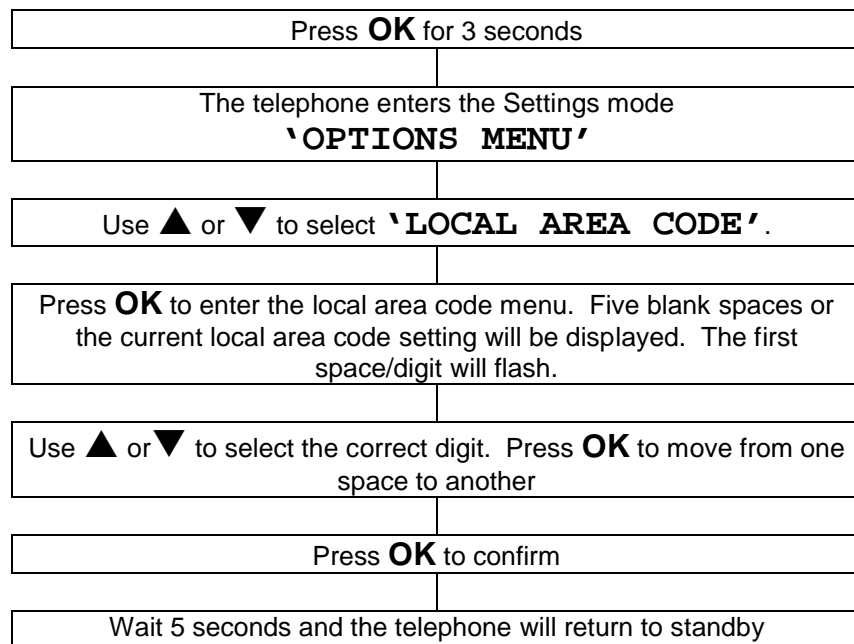 Press OK for 3 seconds
The telephone enters the Settings mode
‘OPTIONS MENU’
Use ▲ or ▼ to select ‘LOCAL AREA CODE’.
Press OK to enter the local area code menu. Five blank spaces or
the current local area code setting will be displayed. The first
space/digit will flash.
Use ▲ or ▼ to select the correct digit. Press OK to move from one
space to another
Press OK to confirm
Wait 5 seconds and the telephone will return to standby